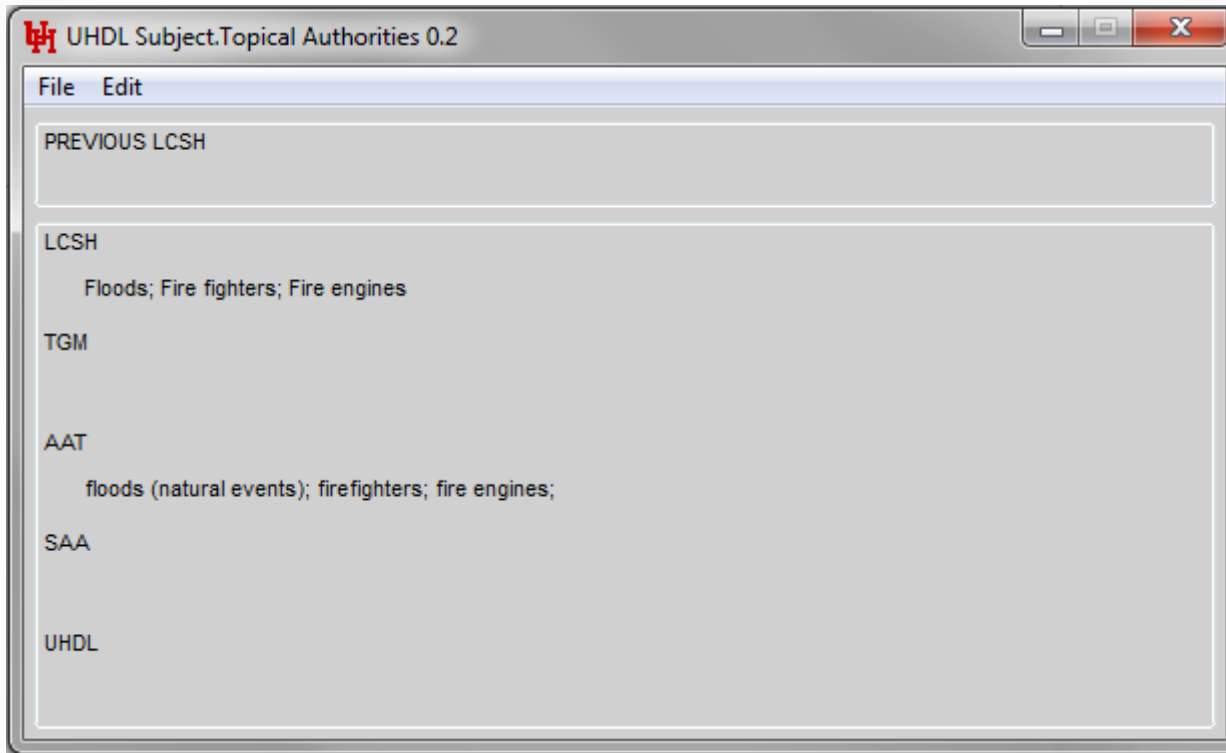 UHDL Subject.Topical Authorities 0.2
File Edit
PREVIOUS LCSH
LCSH
Floods; Fire fighters; Fire engines
TGM
AAT
floods (natural events); firefighters; fire engines;
SAA
UHDL